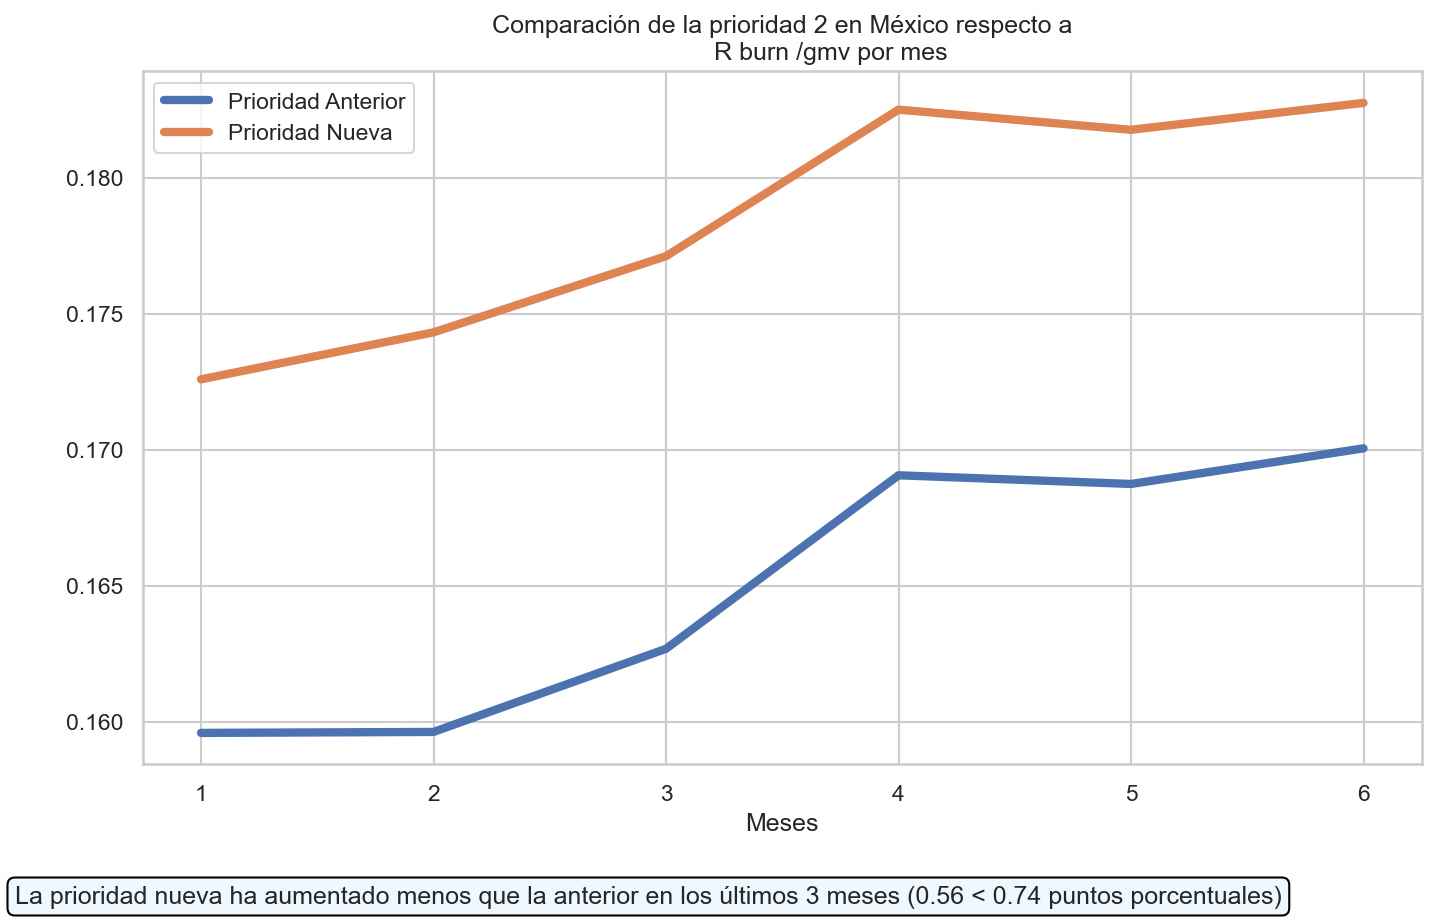 Comparación de la prioridad 2 en México respecto a
R burn /gmv por mes
Prioridad Anterior
Prioridad Nueva
0.180
0.175
0.170
0.165
0.160
1 2 3 4 5 6
Meses
La prioridad nueva ha aumentado menos que la anterior en los últimos 3 meses (0.56 < 0.74 puntos porcentuales)